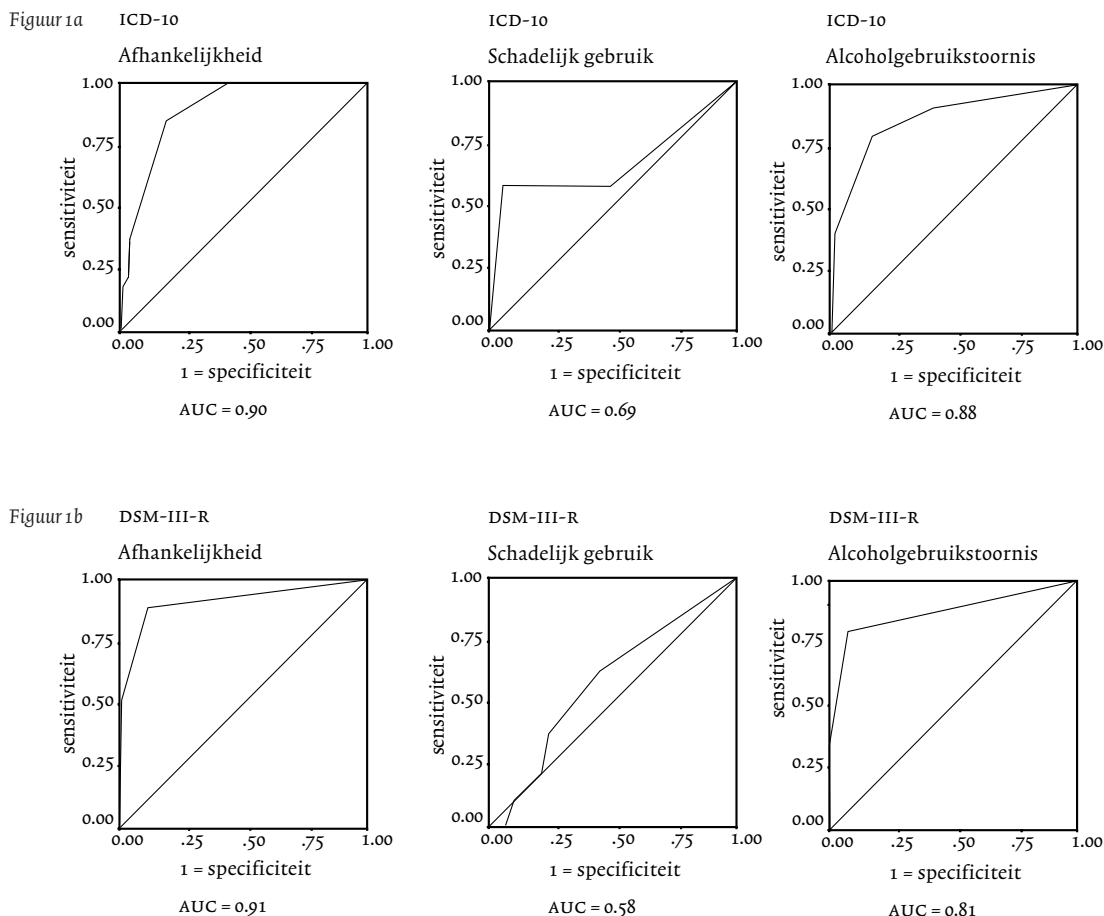 Figuur 1a ICD-10 ICD-10 ICD-10
Afhankelijkheid Schadelijk gebruik Alcoholgebruikstoornis
1.00 1.00 1.00
0.75 0.75 0.75
sensitiviteit sensitiviteit sensitiviteit
0.50 0.50 0.50
0.25 0.25 0.25
0.00 0.00 0.00
0.00 .25 .50 .75 1.00 0.00 .25 .50 .75 1.00 0.00 .25 .50 .75 1.00
1 = specificiteit 1 = specificiteit 1 = specificiteit
AUC = 0.90 AUC = 0.69 AUC = 0.88
Figuur 1b DSM-III-R DSM-III-R DSM-III-R
Afhankelijkheid Schadelijk gebruik Alcoholgebruikstoornis
1.00 1.00 1.00
0.75 0.75 0.75
sensitiviteit sensitiviteit sensitiviteit
0.50 0.50 0.50
0.25 0.25 0.25
0.00 0.00 0.00
0.00 .25 .50 .75 1.00 0.00 .25 .50 .75 1.00 0.00 .25 .50 .75 1.00
1 = specificiteit 1 = specificiteit 1 = specificiteit
AUC = 0.91 AUC = 0.58 AUC = 0.81